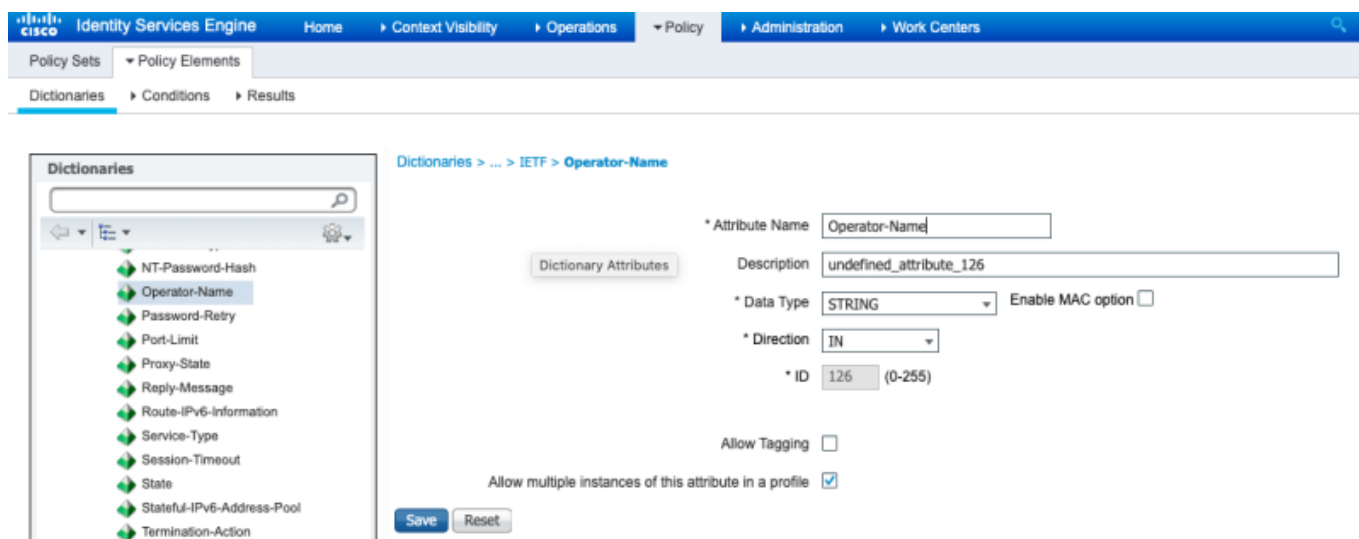 cisco Identity Services Engine Home Context Visibility Operations Policy Administration Work Centers
Policy Sets Policy Elements
Dictionaries Conditions Results
Dictionaries
NT-Password-Hash
Operator-Name
Password-Retry
Port-Limit
Proxy-State
Reply-Message
Route-IPv6-Information
Service-Type
Session-Timeout
State
Stateful-IPv6-Address-Pool
Termination-Action
Dictionaries > ... > IETF > Operator-Name
* Attribute Name Operator-Name
Dictionary Attributes
Description undefined_attribute_126
* Data Type STRING Enable MAC option
* Direction IN
* ID 126 (0-255)
Allow Tagging
Allow multiple instances of this attribute in a profile
Save Reset